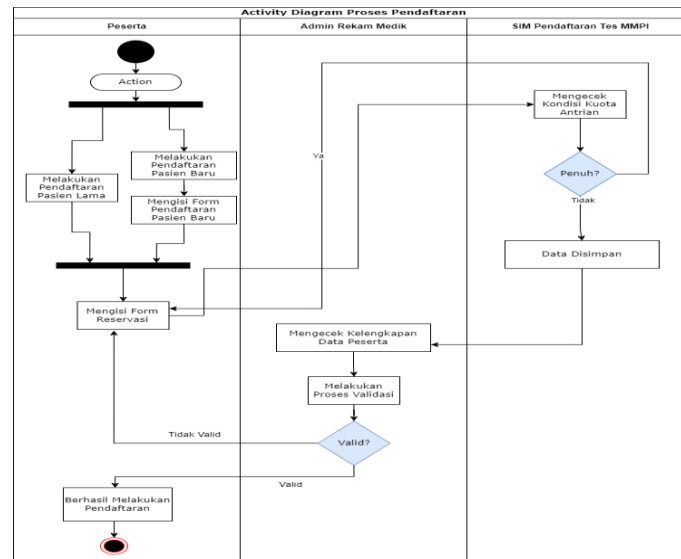 Activity Diagram Proses Pendaftaran
Peserta
Admin Rekam Medik
SIM Pendaftaran Tes MMPI
Action
Melakukan
Pendaftaran
Pasien Lama
Melakukan
Pendaftaran
Pasien Baru
Mengisi Form
Pendaftaran
Pasien Baru
Mengisi Form
Reservasi
Ya
Mengecek
Kondisi Kuota
Antrian
Penuh?
Tidak
Data Disimpan
Mengecek Kelengkapan
Data Peserta
Melakukan
Proses Validasi
Valid?
Tidak Valid
Valid
Berhasil Melakukan
Pendaftaran